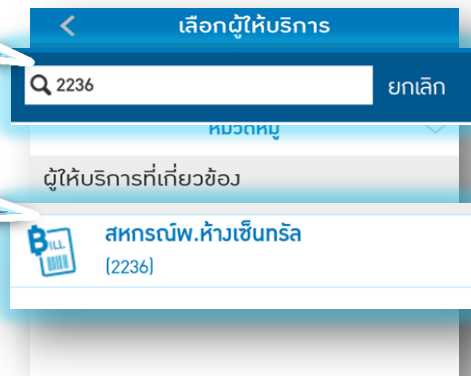 เลือกผู้ให้บริการ
2236 ยกเลิก
หมวดหมู่
ผู้ให้บริการที่เกี่ยวข้อง
BILL สหกรณ์พ.ห้างเซ็นทรัล
(2236)